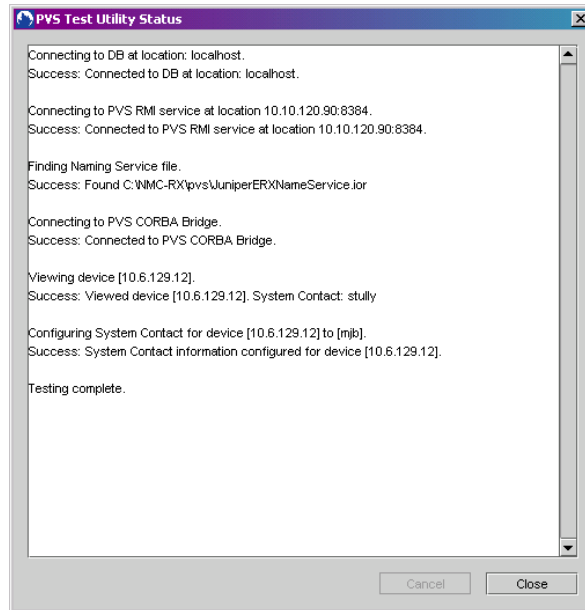 PVS Test Utility Status
Connecting to DB at location: localhost.
Success: Connected to DB at location: localhost.
Connecting to PVS RMI service at location 10.10.120.90:8384.
Success: Connected to PVS RMI service at location 10.10.120.90:8384.
Finding Naming Service file.
Success: Found C:\NMC-RX\pvs\JuniperERXNameService.ior
Connecting to PVS CORBA Bridge.
Success: Connected to PVS CORBA Bridge.
Viewing device [10.6.129.12].
Success: Viewed device [10.6.129.12]. System Contact: stully
Configuring System Contact for device [10.6.129.12] to [mjb].
Success: System Contact information configured for device [10.6.129.12].
Testing complete.
Cancel
Close